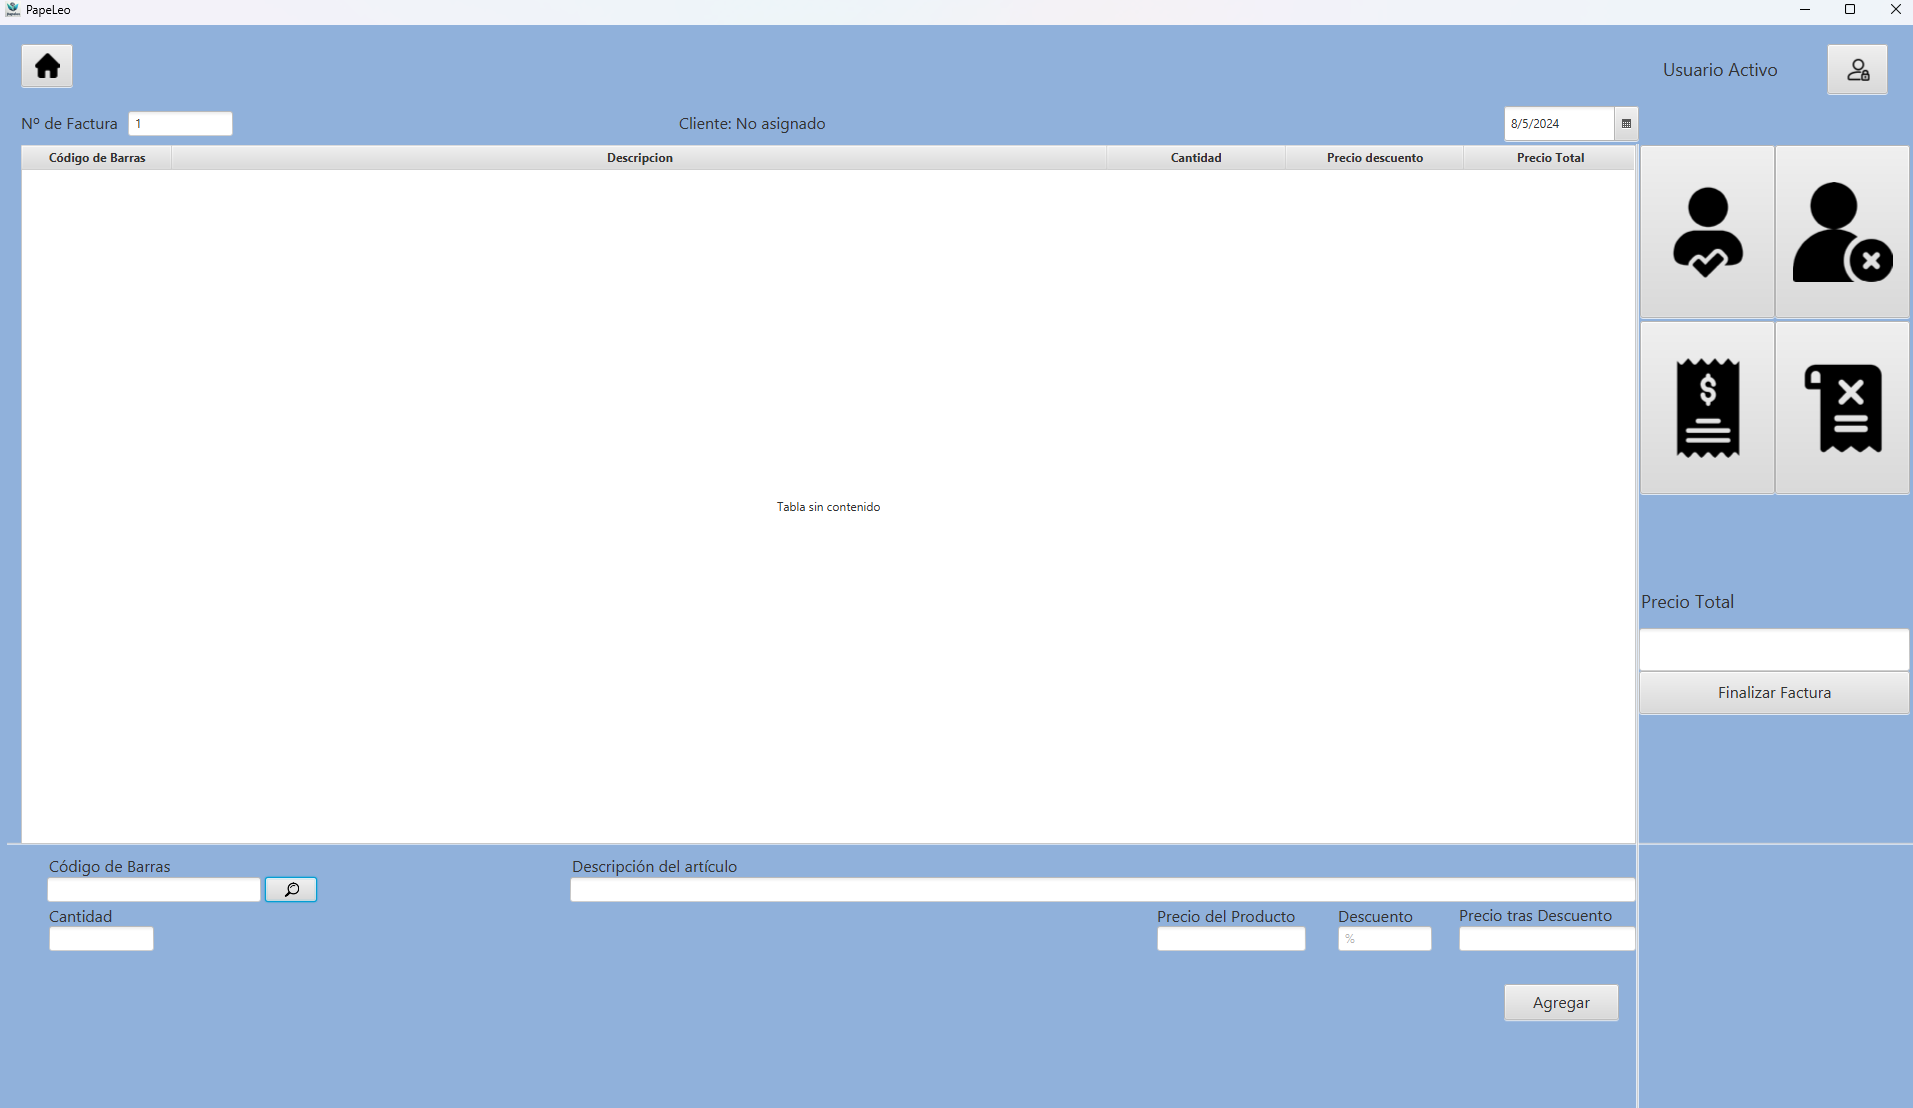 PapeLeo
Usuario Activo
Nº de Factura 1
Cliente: No asignado
8/5/2024
Código de Barras Descripcion Cantidad Precio descuento Precio Total
$
Tabla sin contenido
Precio Total
Finalizar Factura
Código de Barras
Descripción del artículo
Cantidad
Precio del Producto
Descuento
Precio tras Descuento
%
Agregar